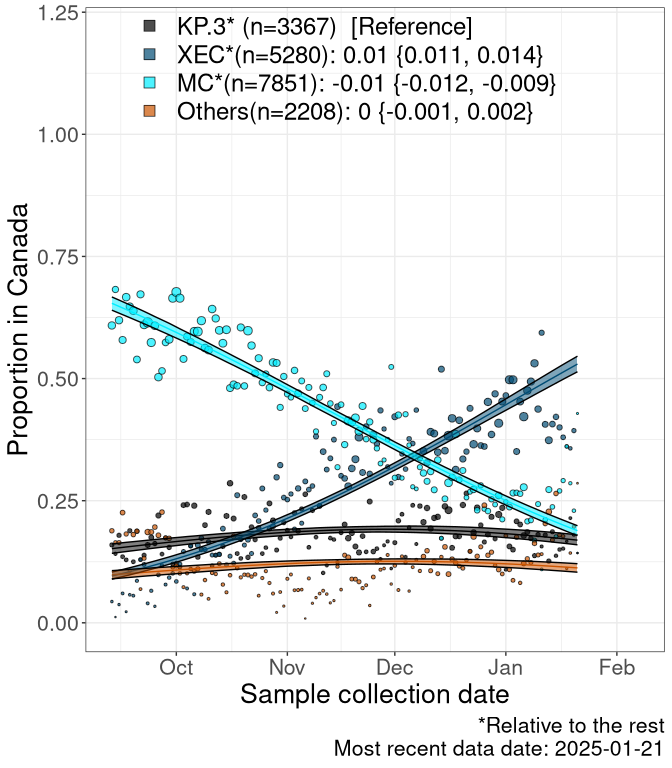 KP.3* (n=3367)  [Reference]
XEC*(n=5280): 0.01 {0.011, 0.014}
MC*(n=7851): -0.01 {-0.012, -0.009}
Others(n=2208): 0 {-0.001, 0.002}
Proportion in Canada
1.25
1.00
0.75
0.50
0.25
0.00
Oct Nov Dec Jan Feb
Sample collection date
*Relative to the rest
Most recent data date: 2025-01-21